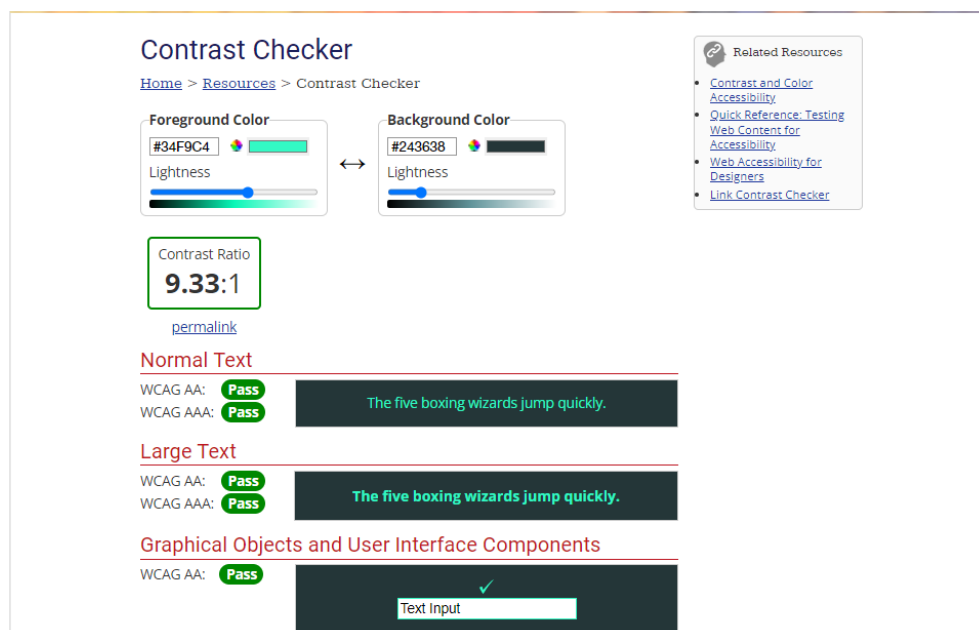 Contrast Checker
Home > Resources > Contrast Checker
Foreground Color
#34F9C4
Lightness
Background Color
#243638
Lightness
Contrast Ratio
9.33:1
permalink
Normal Text
WCAG AA: Pass
WCAG AAA: Pass
The five boxing wizards jump quickly.
Large Text
WCAG AA: Pass
WCAG AAA: Pass
The five boxing wizards jump quickly.
Graphical Objects and User Interface Components
WCAG AA: Pass
Text Input
Related Resources
Contrast and Color
Accessibility
Quick Reference: Testing
Web Content for
Accessibility
Web Accessibility for
Designers
Link Contrast Checker